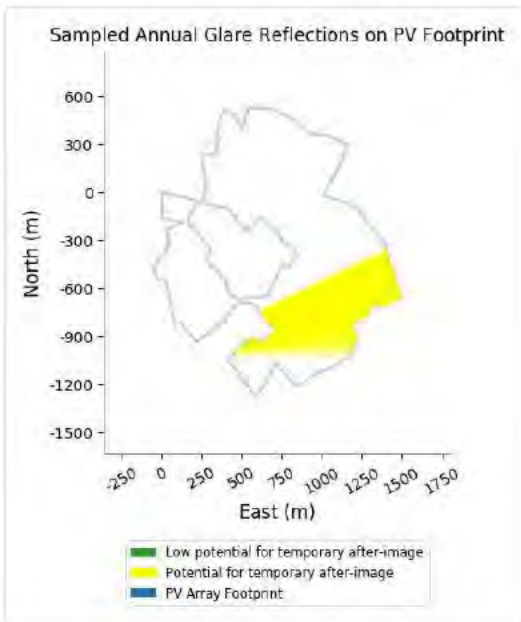 Sampled Annual Glare Reflections on PV Footprint
600
300
0
-300
-600
-900
-1200
-1500
North (m)
-250
0
250
500
750
1000
1250
1500
1750
East (m)
Low potential for temporary after-image
Potential for temporary after-image
PV Array Footprint